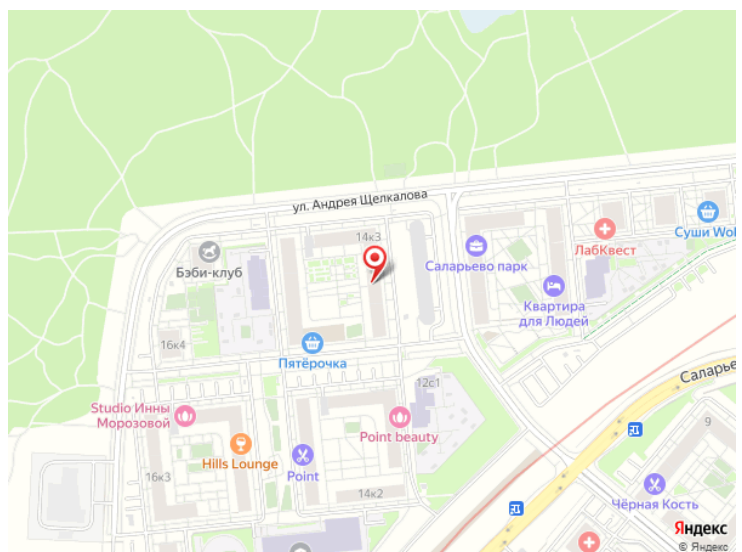 ул. Андрея Щелкалова
14к3
Бэби-клуб
Саларьево парк
ЛабКвест
Суши Wok
Квартира
для Людей
16к4
Пятёрочка
12с1
Саларье
Studio Инны
Морозовой
Point beauty
9
Hills Lounge
Point
16к3
14к2
Чёрная Кость
Яндекс
© Яндекс